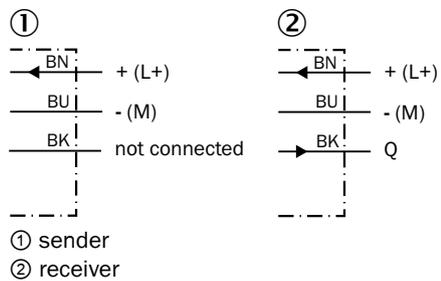 ① ②
BN + (L+) BN + (L+)
BU - (M) BU - (M)
BK not connected BK Q
① sender
② receiver